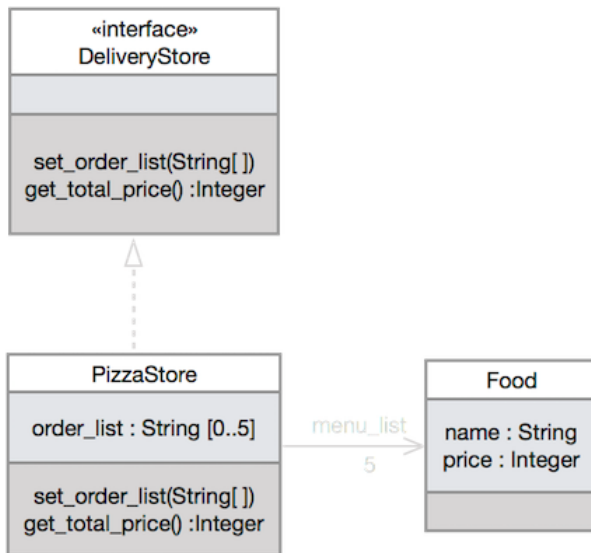 «interface»
DeliveryStore
set_order_list(String[ ])
get_total_price() :Integer
PizzaStore
order_list : String [0..5]
set_order_list(String[ ])
get_total_price() :Integer
menu_list
5
Food
name : String
price : Integer